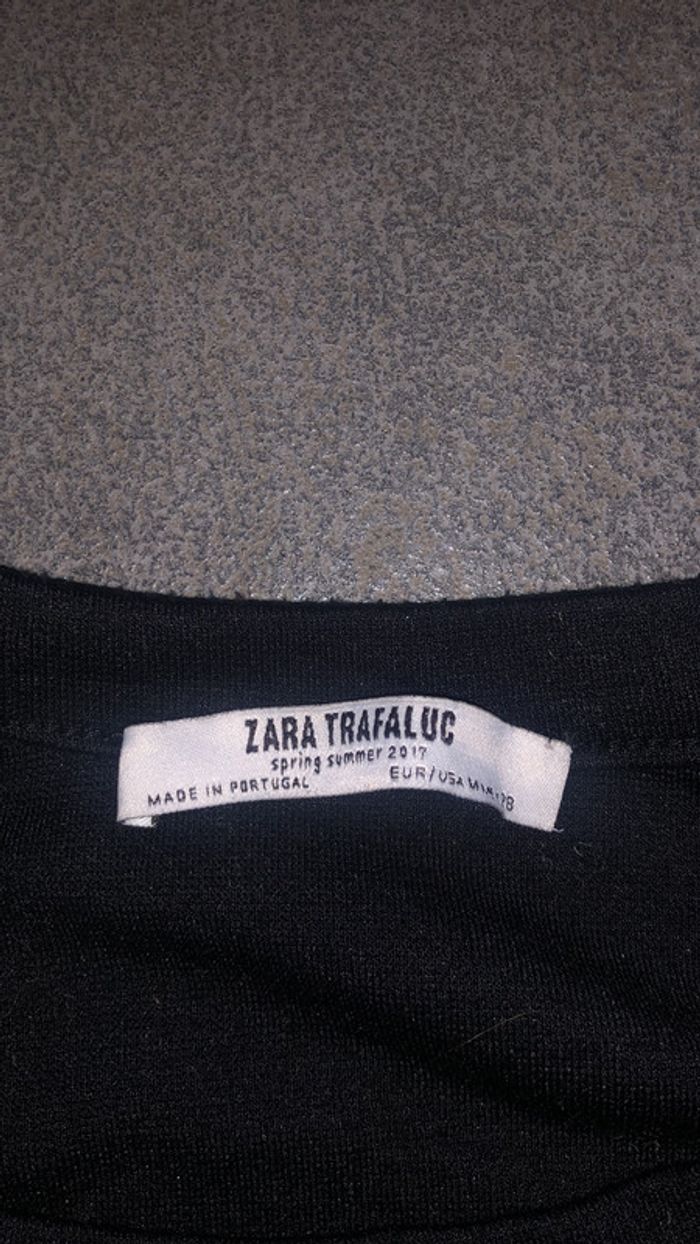 ZARA TRAFALUC
spring summer 2017
MADE IN PORTUGAL EUR/USA M